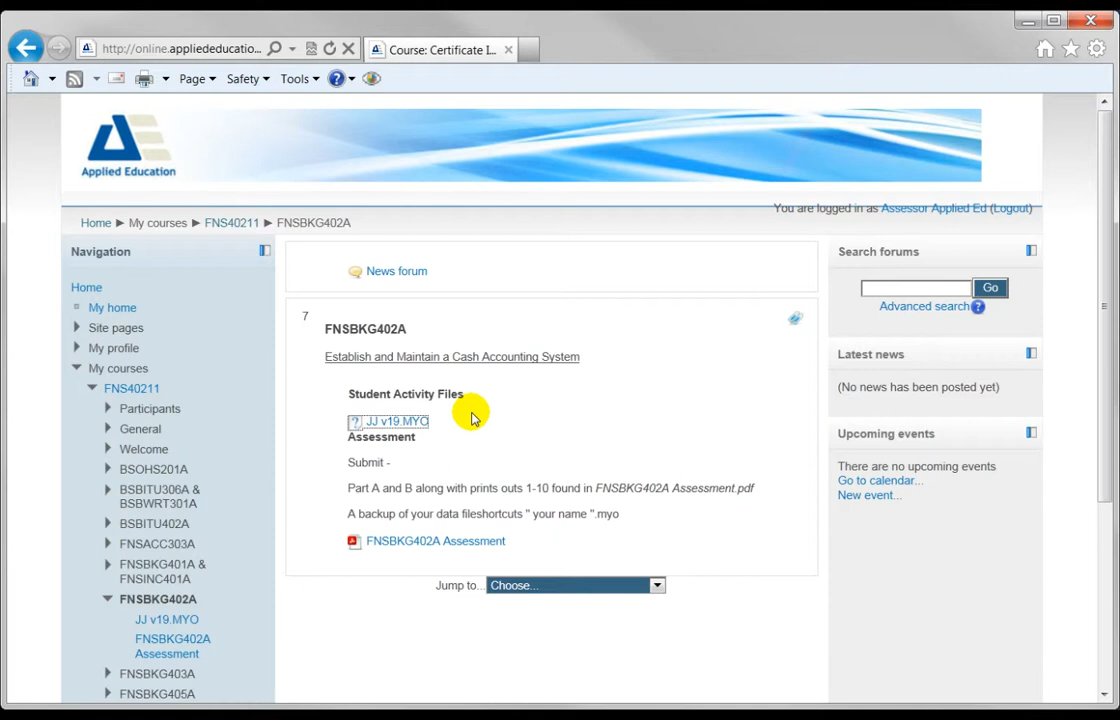 http://online.appliededucatio...
Course: Certificate I...
Page
Safety
Tools
Applied Education
You are logged in as Assessor Applied Ed (Logout)
Home ► My courses ► FNS40211 ► FNSBKG402A
Navigation
Home
My home
Site pages
My profile
My courses
FNS40211
Participants
General
Welcome
BSOHS201A
BSBITU306A &
BSBWRT301A
BSBITU402A
FNSACC303A
FNSBKG401A &
FNSINC401A
FNSBKG402A
JJ v19.MYO
FNSBKG402A
Assessment
FNSBKG403A
FNSBKG405A
News forum
7
FNSBKG402A
Establish and Maintain a Cash Accounting System
Student Activity Files
JJ v19.MYO
Assessment
Submit -
Part A and B along with prints outs 1-10 found in FNSBKG402A Assessment.pdf
A backup of your data fileshortcuts " your name ".myo
FNSBKG402A Assessment
Jump to... Choose...
Search forums
Go
Advanced search
Latest news
(No news has been posted yet)
Upcoming events
There are no upcoming events
Go to calendar...
New event...